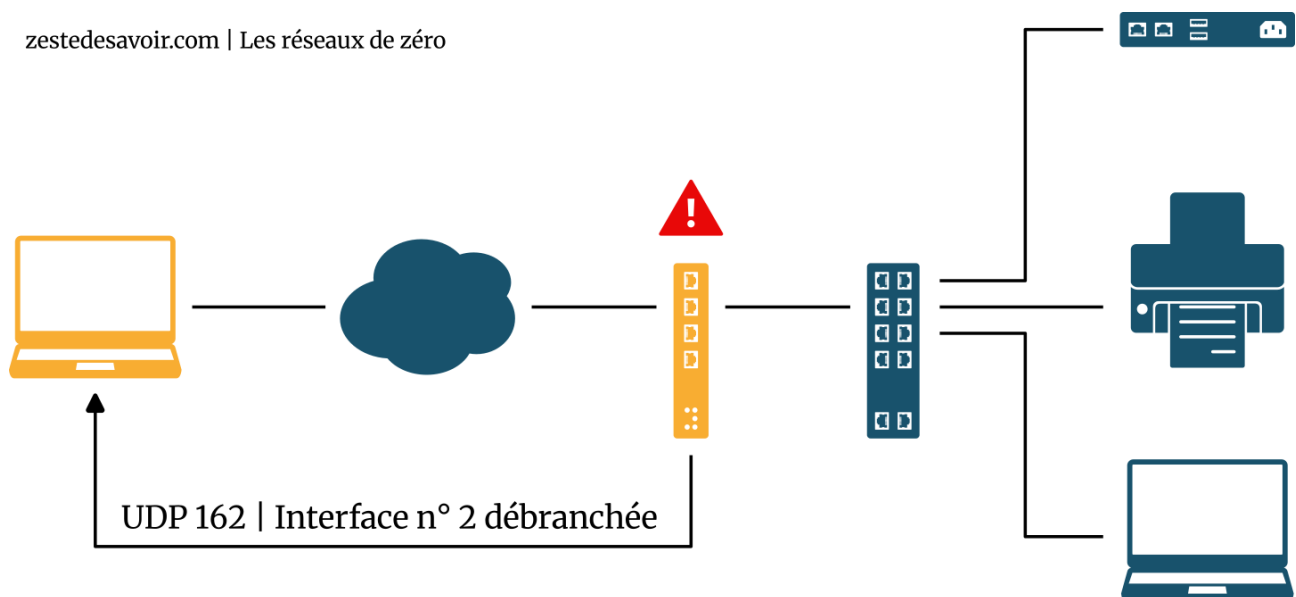 zestedesavoir.com | Les réseaux de zéro
UDP 162 | Interface n° 2 débranchée